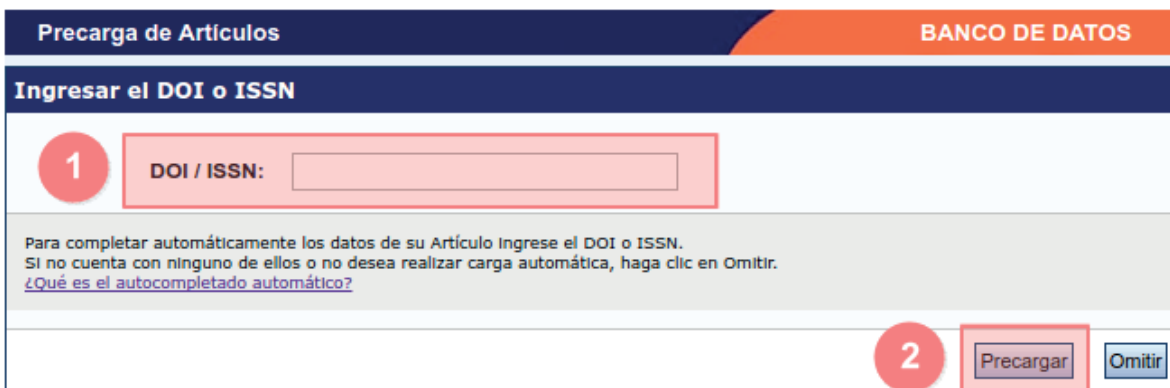 Precarga de Artículos
BANCO DE DATOS
Ingresar el DOI o ISSN
1
DOI / ISSN:
Para completar automáticamente los datos de su Artículo ingrese el DOI o ISSN.
Si no cuenta con ninguno de ellos o no desea realizar carga automática, haga clic en Omitir.
¿Qué es el autocompletado automático?
2
Precargar
Omitir